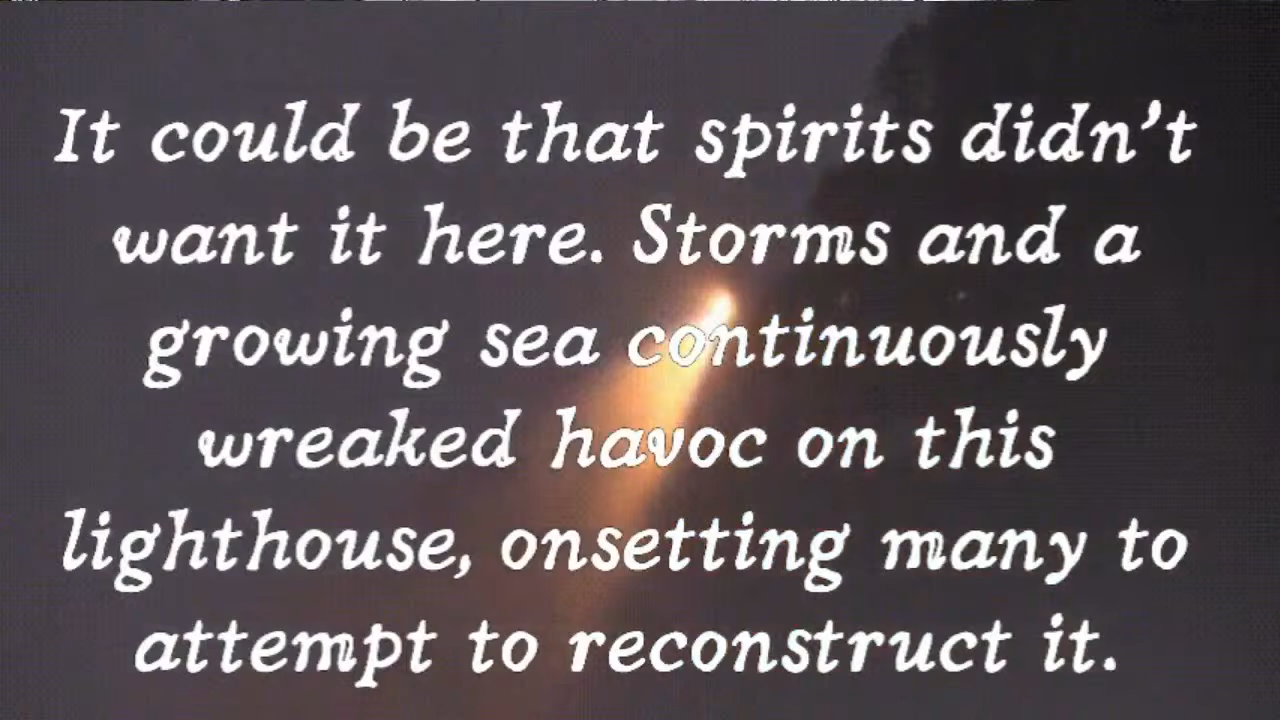 It could be that spirits didn't
want it here. Storms and a
growing sea continuously
wreaked havoc on this
lighthouse, onsetting many to
attempt to reconstruct it.